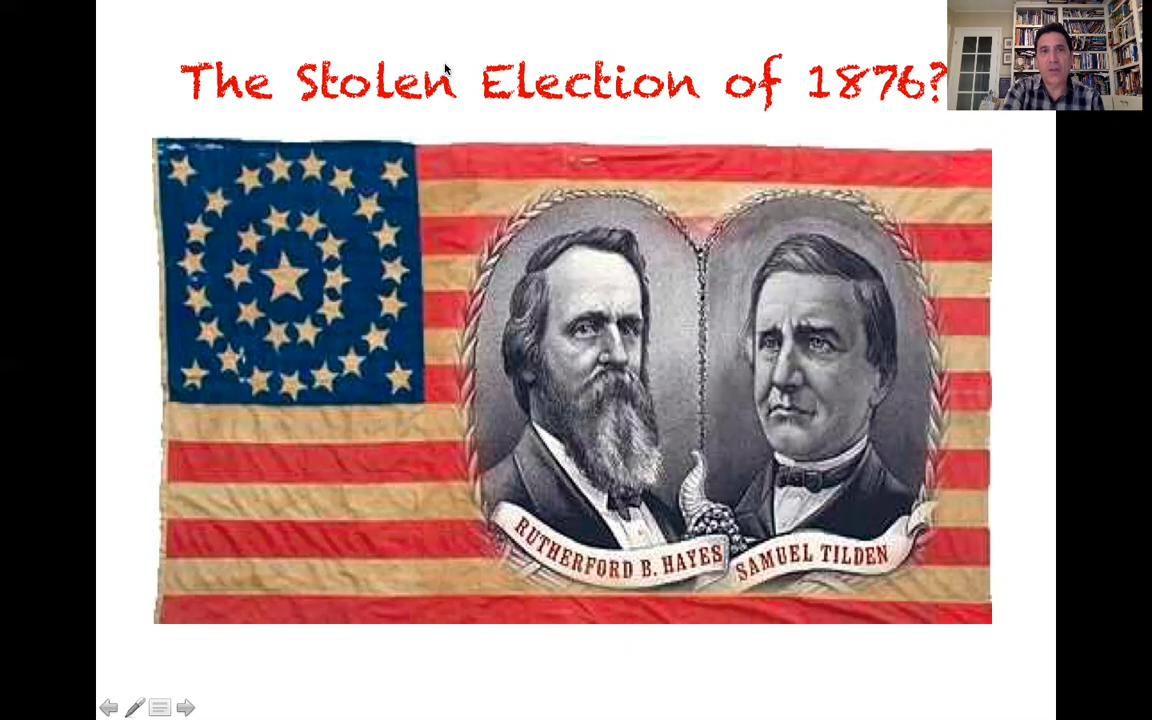 The Stolen Election of 1876?
RUTHERFORD B. HAYES
SAMUEL TILDEN